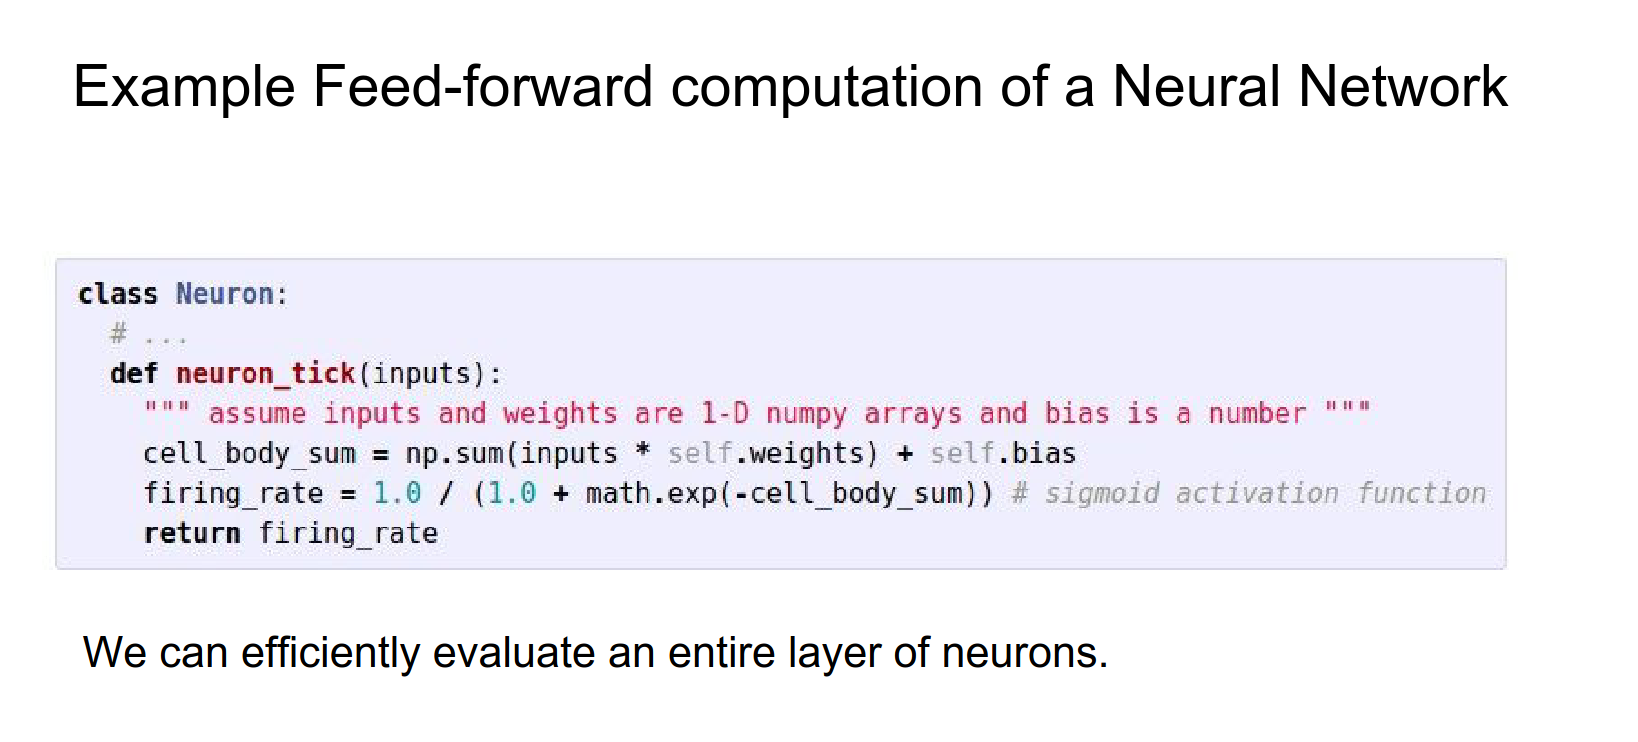 Example Feed-forward computation of a Neural Network
class Neuron:
# ...
def neuron_tick(inputs):
""" assume inputs and weights are 1-D numpy arrays and bias is a number """
cell_body_sum = np.sum(inputs * self.weights) + self.bias
firing_rate = 1.0 / (1.0 + math.exp(-cell_body_sum)) # sigmoid activation function
return firing_rate
We can efficiently evaluate an entire layer of neurons.